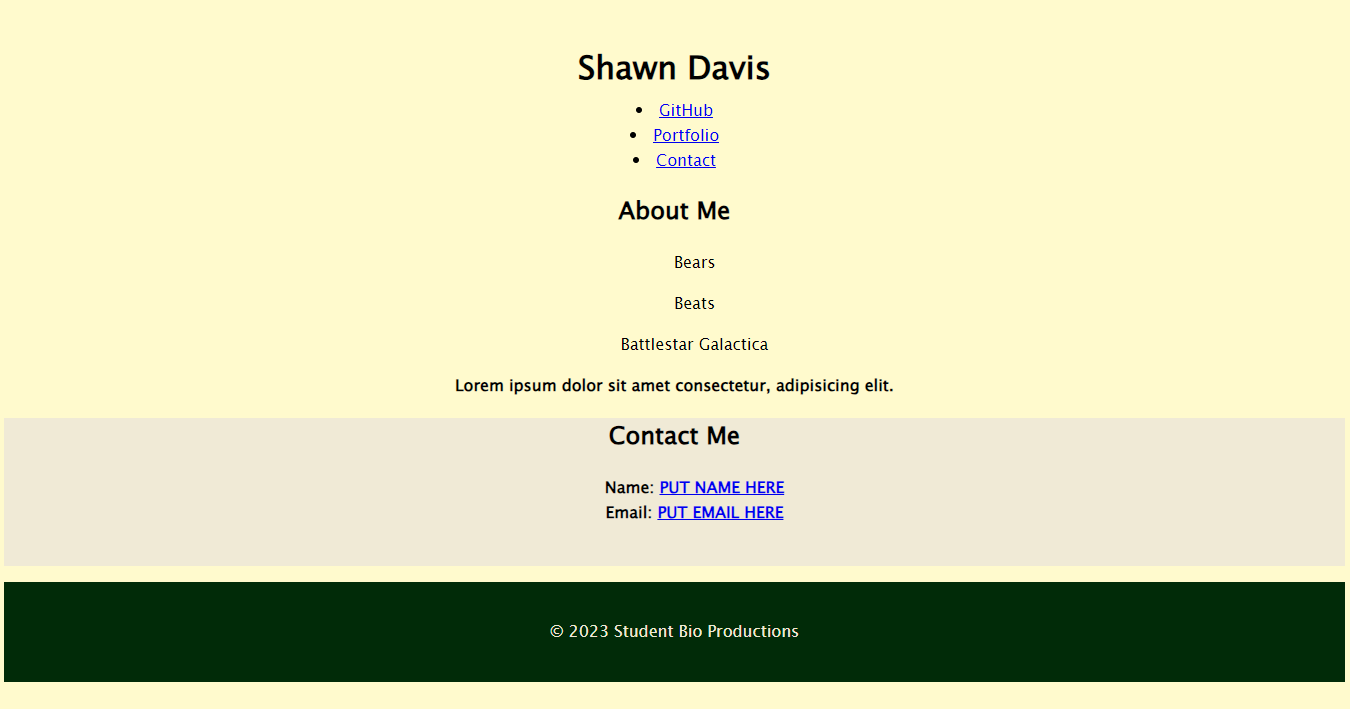 Shawn Davis
• GitHub
• Portfolio
• Contact
About Me
Bears
Beats
Battlestar Galactica
Lorem ipsum dolor sit amet consectetur, adipisicing elit.
Contact Me
Name: PUT NAME HERE
Email: PUT EMAIL HERE
© 2023 Student Bio Productions